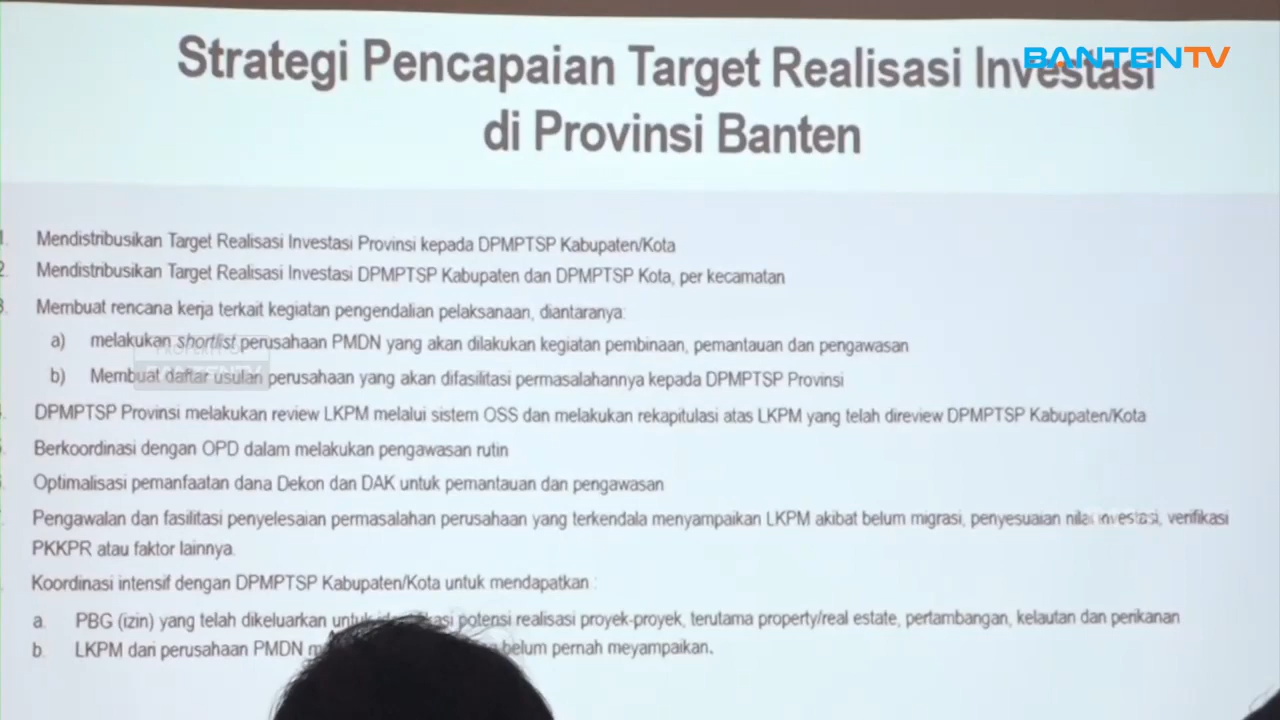 Strategi Pencapaian Target Realisasi Investasi
BANTENTV
di Provinsi Banten
1. Mendistribusikan Target Realisasi Investasi Provinsi kepada DPMPTSP Kabupaten/Kota
2. Mendistribusikan Target Realisasi Investasi DPMPTSP Kabupaten dan DPMPTSP Kota, per kecamatan
3. Membuat rencana kerja terkait kegiatan pengendalian pelaksanaan, diantaranya:
a) melakukan shortlist perusahaan PMDN yang akan dilakukan kegiatan pembinaan, pemantauan dan pengawasan
b) Membuat daftar usulan perusahaan yang akan difasilitasi permasalahannya kepada DPMPTSP Provinsi
DPMPTSP Provinsi melakukan review LKPM melalui sistem OSS dan melakukan rekapitulasi atas LKPM yang telah direview DPMPTSP Kabupaten/Kota
Berkoordinasi dengan OPD dalam melakukan pengawasan rutin
Optimalisasi pemanfaatan dana Dekon dan DAK untuk pemantauan dan pengawasan
Pengawalan dan fasilitasi penyelesaian permasalahan perusahaan yang terkendala menyampaikan LKPM akibat belum migrasi, penyesuaian nilai investasi, verifikasi
PKKPR atau faktor lainnya.
Koordinasi intensif dengan DPMPTSP Kabupaten/Kota untuk mendapatkan :
a. PBG (izin) yang telah dikeluarkan untuk potensi realisasi proyek-proyek, terutama property/real estate, pertambangan, kelautan dan perikanan
b. LKPM dari perusahaan PMDN belum pernah meyampaikan.